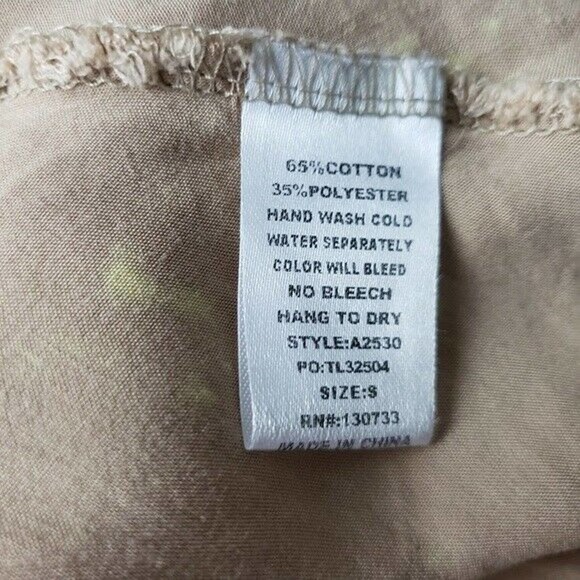 65%COTTON
35%POLYESTER
HAND WASH COLD
WATER SEPARATELY
COLOR WILL BLEED
NO BLEECH
HANG TO DRY
STYLE:A2530
PO:TL32504
SIZE:S
RN#:130733
MADE IN CHINA